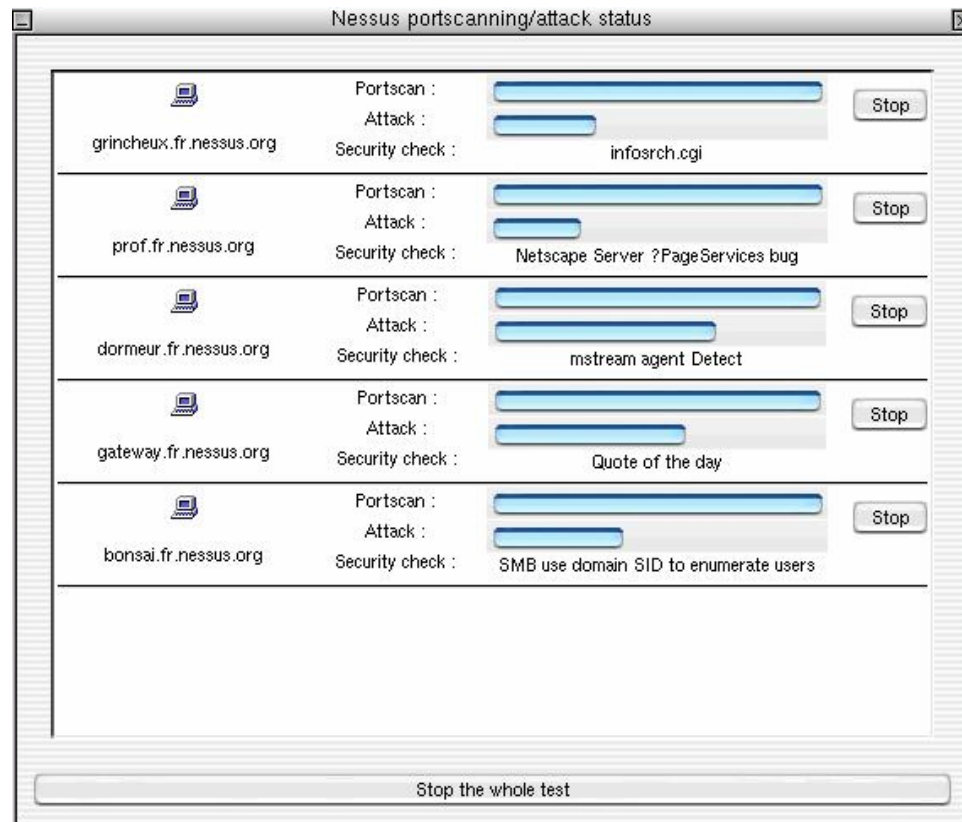 Nessus portscanning/attack status
Portscan :
Stop
Attack :
grincheux.fr.nessus.org
Security check :
infosrch.cgi
Portscan :
Stop
Attack :
prof.fr.nessus.org
Security check :
Netscape Server ?PageServices bug
Portscan :
Stop
Attack :
dormeur.fr.nessus.org
Security check :
mstream agent Detect
Portscan :
Stop
Attack :
gateway.fr.nessus.org
Security check :
Quote of the day
Portscan :
Stop
Attack :
bonsai.fr.nessus.org
Security check :
SMB use domain SID to enumerate users
Stop the whole test